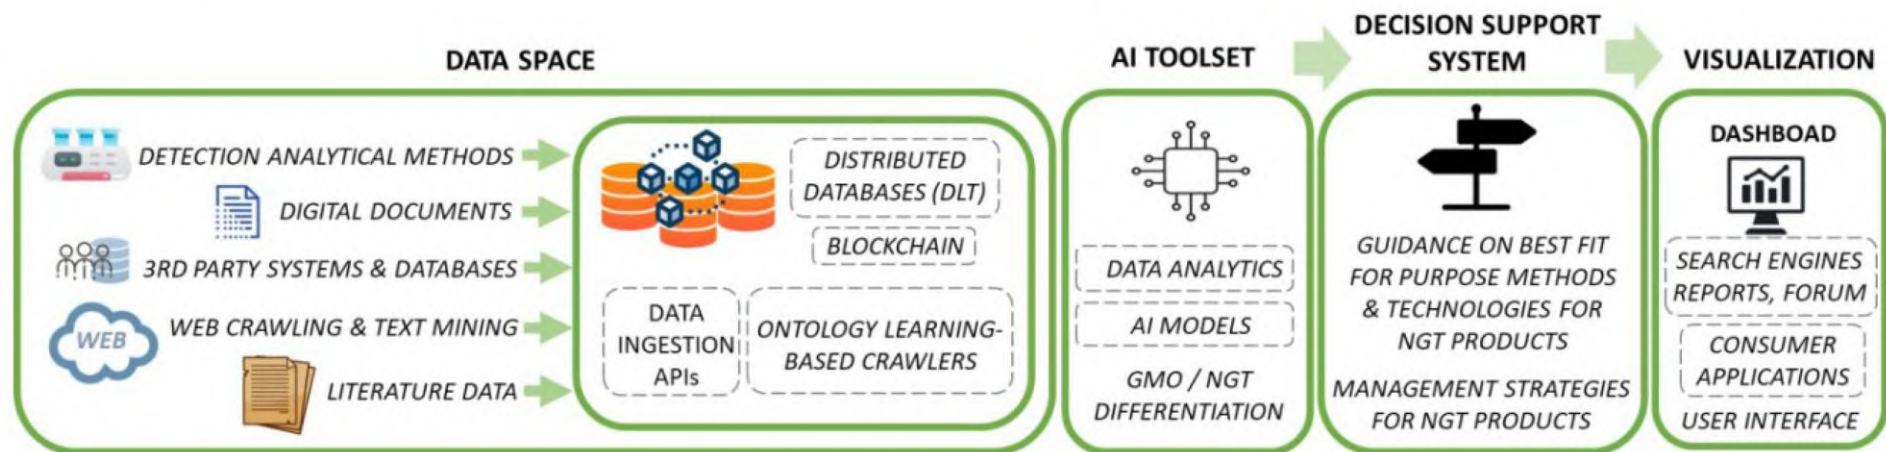 DATA SPACE
DETECTION ANALYTICAL METHODS
DIGITAL DOCUMENTS
3RD PARTY SYSTEMS & DATABASES
WEB
WEB CRAWLING & TEXT MINING
LITERATURE DATA
DISTRIBUTED
DATABASES (DLT)
BLOCKCHAIN
DATA
INGESTION
APIs
ONTOLOGY LEARNING-
BASED CRAWLERS
AI TOOLSET
DATA ANALYTICS
AI MODELS
GMO / NGT
DIFFERENTIATION
DECISION SUPPORT
SYSTEM
GUIDANCE ON BEST FIT
FOR PURPOSE METHODS
& TECHNOLOGIES FOR
NGT PRODUCTS
MANAGEMENT STRATEGIES
FOR NGT PRODUCTS
VISUALIZATION
DASHBOAD
SEARCH ENGINES
REPORTS, FORUM
CONSUMER
APPLICATIONS
USER INTERFACE